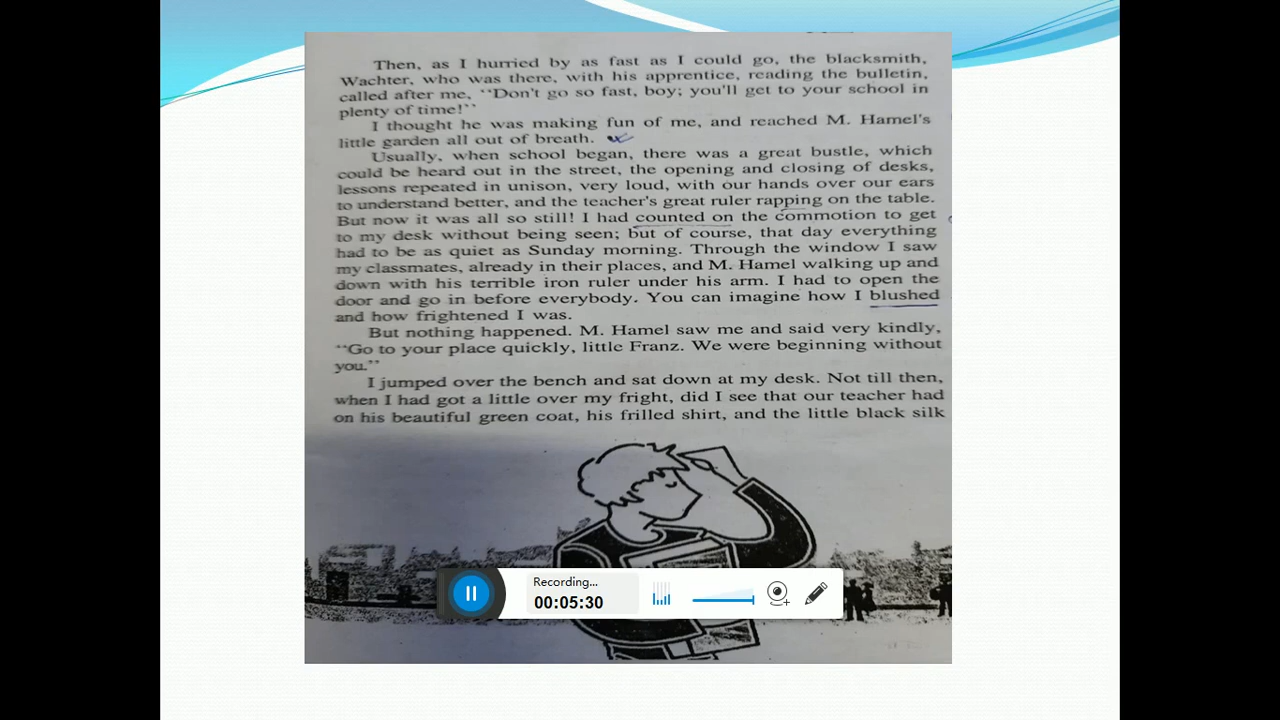 Then, as I hurried by as fast as I could go, the blacksmith,
Wachter, who was there, with his apprentice, reading the bulletin,
called after me, ‘‘Don't go so fast, boy; you'll get to your school in
plenty of time!’’
I thought he was making fun of me, and reached M. Hamel's
little garden all out of breath.
Usually, when school began, there was a great bustle, which
could be heard out in the street, the opening and closing of desks,
lessons repeated in unison, very loud, with our hands over our ears
to understand better, and the teacher's great ruler rapping on the table.
But now it was all so still! I had counted on the commotion to get
to my desk without being seen; but of course, that day everything
had to be as quiet as Sunday morning. Through the window I saw
my classmates, already in their places, and M. Hamel walking up and
down with his terrible iron ruler under his arm. I had to open the
door and go in before everybody. You can imagine how I blushed
and how frightened I was.
But nothing happened. M. Hamel saw me and said very kindly,
‘‘Go to your place quickly, little Franz. We were beginning without
you.’’
I jumped over the bench and sat down at my desk. Not till then,
when I had got a little over my fright, did I see that our teacher had
on his beautiful green coat, his frilled shirt, and the little black silk
Recording...
00:05:30